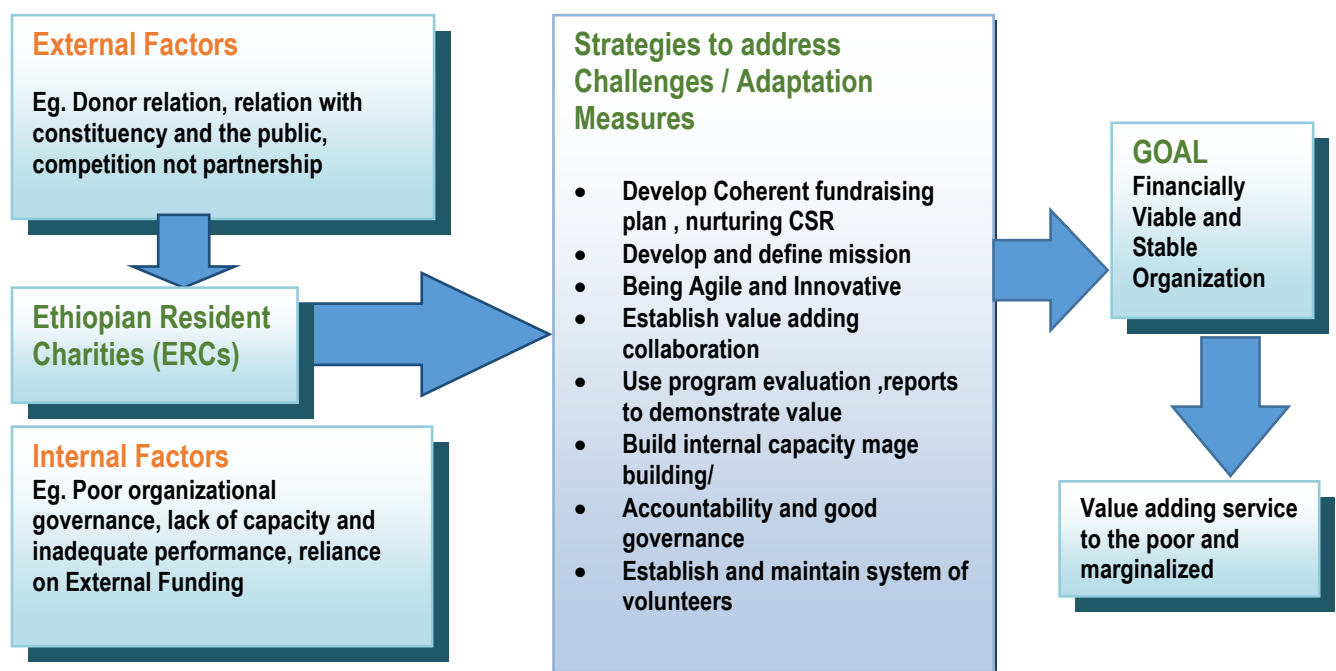 External Factors
Eg. Donor relation, relation with
constituency and the public,
competition not partnership
Ethiopian Resident
Charities (ERCs)
Internal Factors
Eg. Poor organizational
governance, lack of capacity and
inadequate performance, reliance
on External Funding
Strategies to address
Challenges / Adaptation
Measures
• Develop Coherent fundraising
plan , nurturing CSR
• Develop and define mission
• Being Agile and Innovative
• Establish value adding
collaboration
• Use program evaluation ,reports
to demonstrate value
• Build internal capacity mage
building/
• Accountability and good
governance
• Establish and maintain system of
volunteers
GOAL
Financially
Viable and
Stable
Organization
Value adding service
to the poor and
marginalized